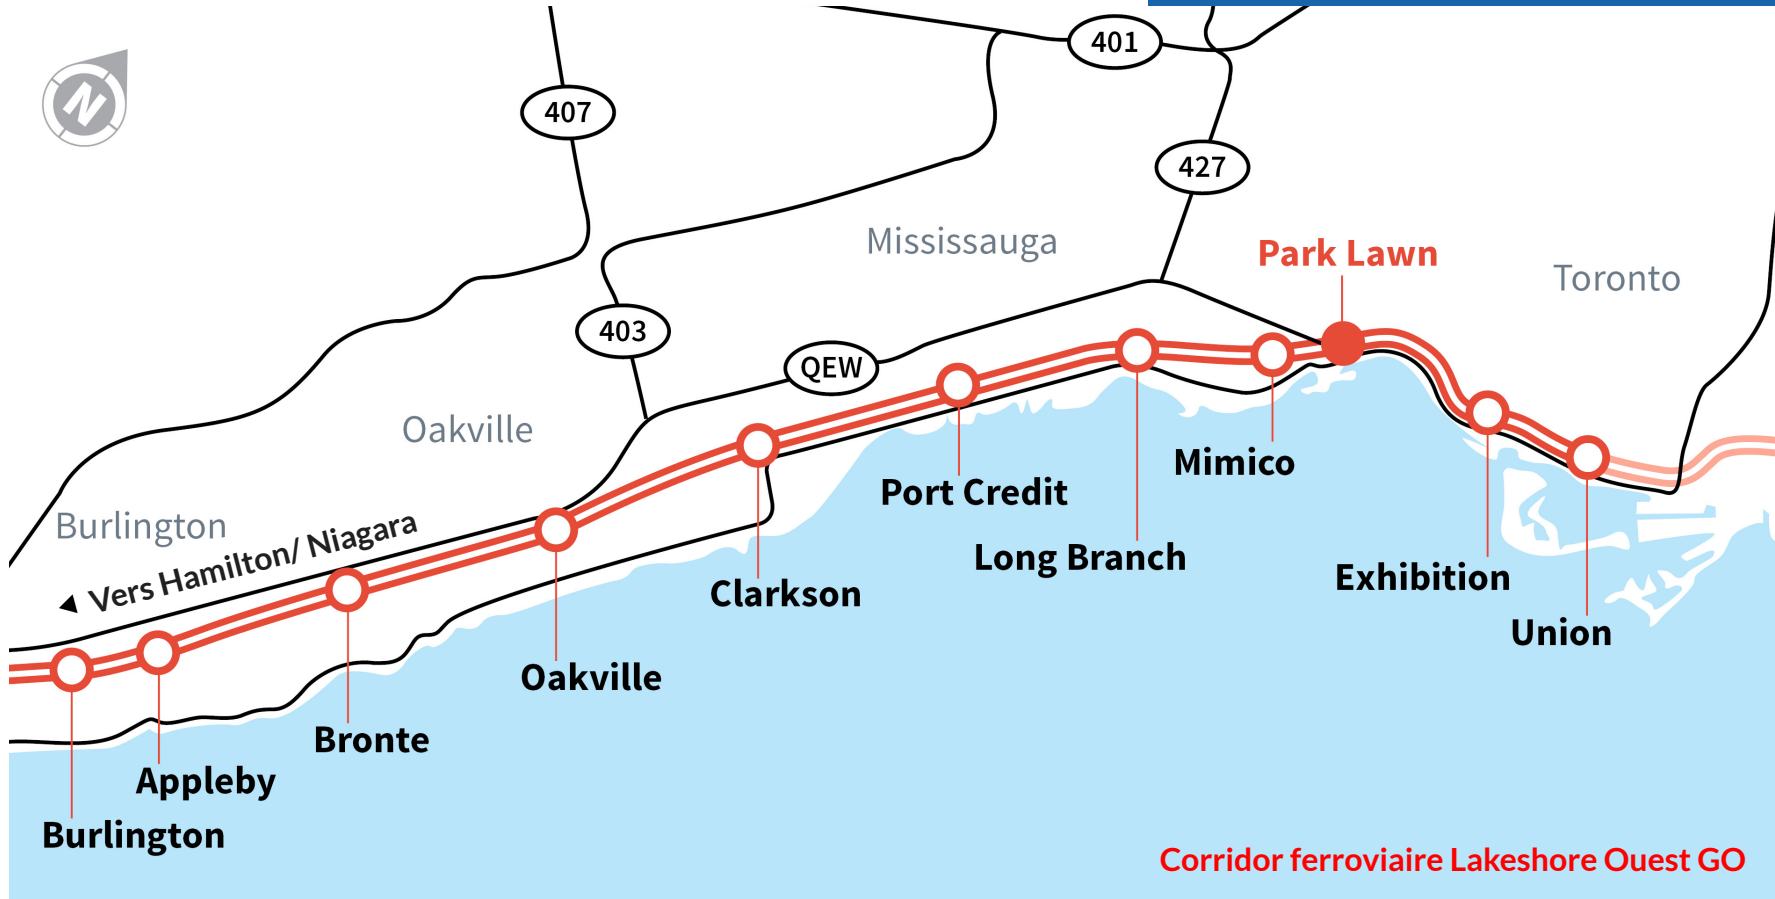 401
N
407
427
Mississauga
Park Lawn
Toronto
403
QEW
Oakville
Burlington
Vers Hamilton/ Niagara
Mimico
Port Credit
Long Branch
Exhibition
Clarkson
Union
Oakville
Bronte
Appleby
Burlington
Corridor ferroviaire Lakeshore Ouest GO